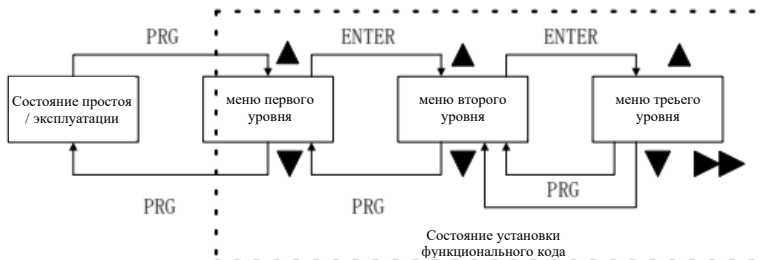 PRG
ENTER
ENTER
Состояние простоя
/ эксплуатации
меню первого
уровня
меню второго
уровня
меню треьего
уровня
PRG
PRG
PRG
Состояние установки
функционального кода